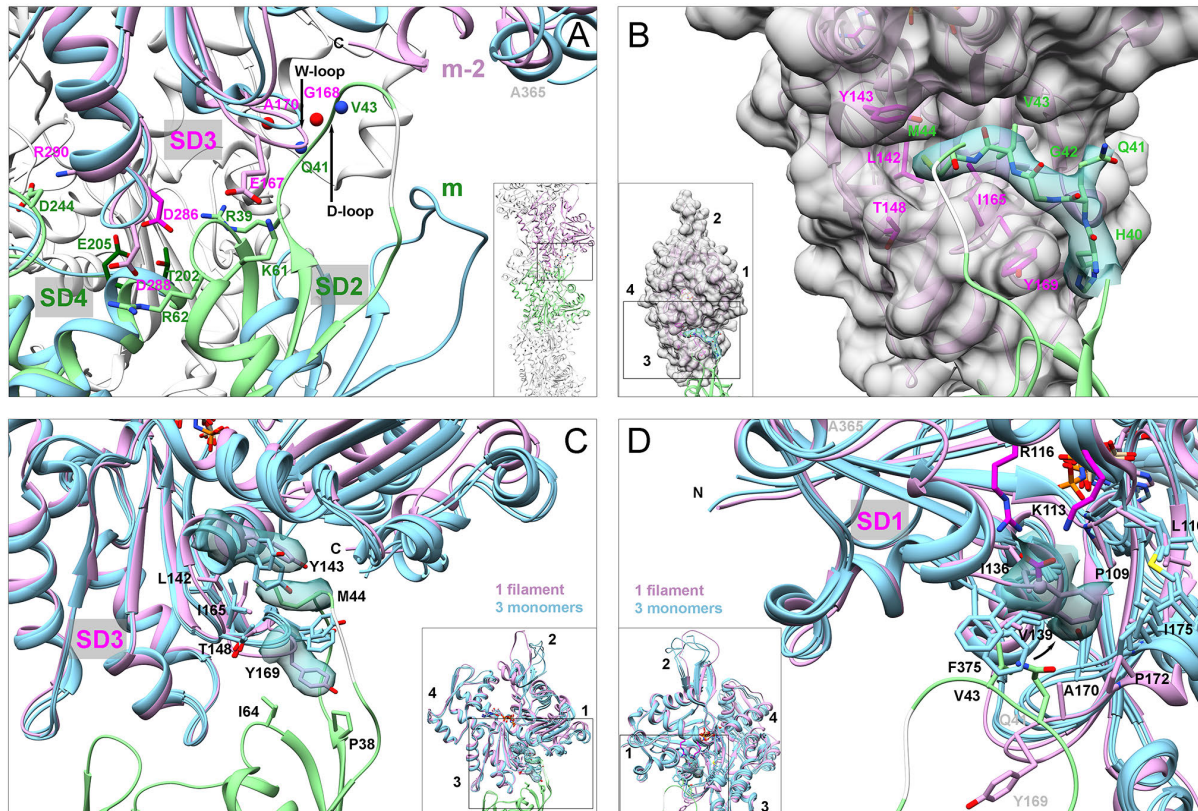 A
C
m-2
W-loop
A365
G168
A170
V43
SD3
R290
Q41
E167
m
D-loop
D244
D286
R39
E205
K61
T202
SD4
D288
SD2
R62
B
Y143
V43
M44
G42
Q41
L142
I165
T148
H40
Y169
2
1
4
3
C
C
Y143
L142
M44
I165
1 filament
3 monomers
SD3
T148
Y169
I64
P38
2
4
1
3
D
A365
R116
N
SD1
K113
L110
I136
P109
1 filament
3 monomers
V139
I175
F375
P172
V43
A170
Q41
Y169
2
4
1
3